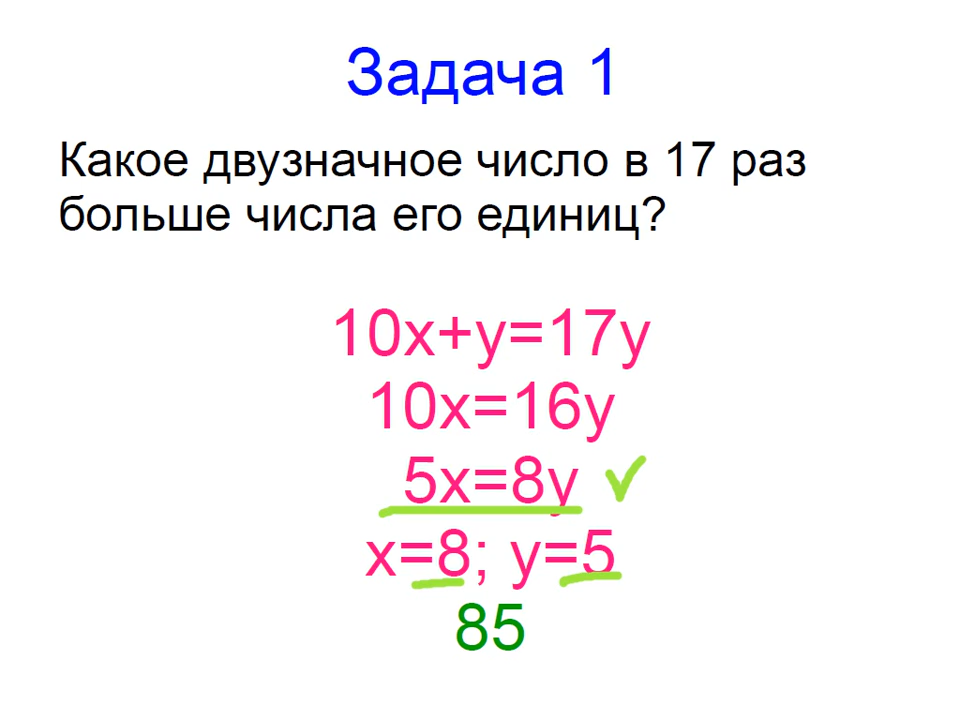 Задача 1
Какое двузначное число в 17 раз
больше числа его единиц?
10x+y=17y
10x=16y
5x=8y
x=8; y=5
85